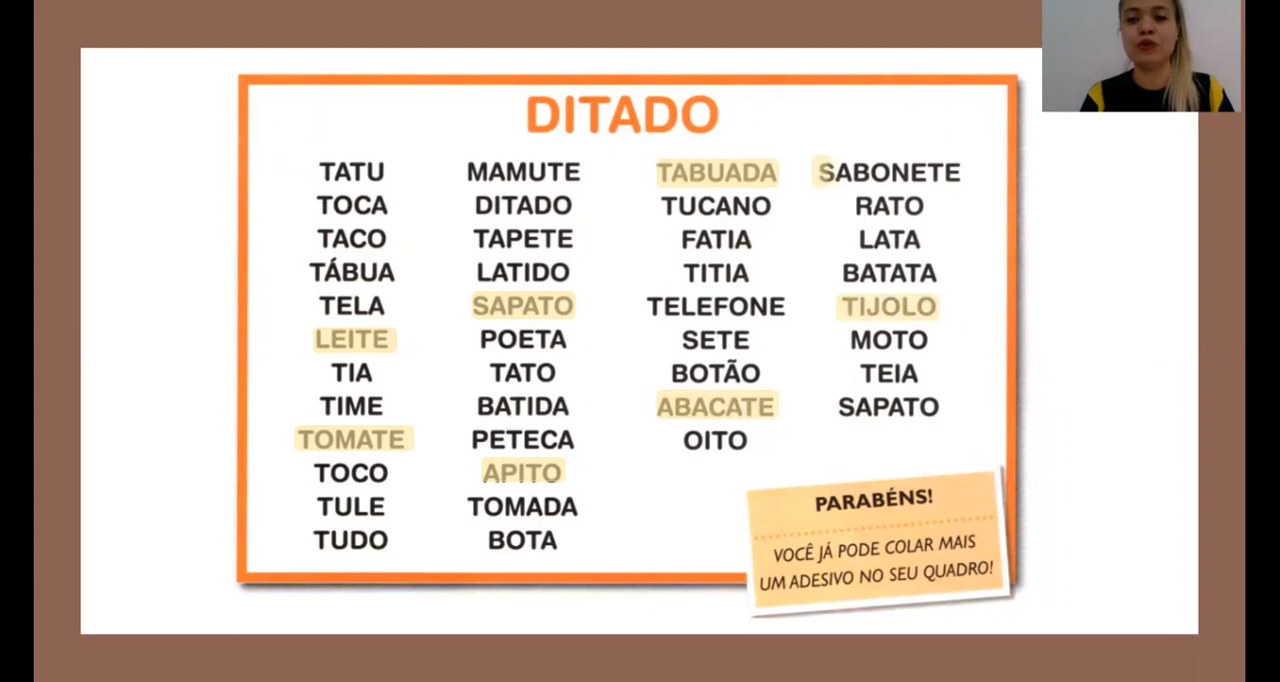 DITADO
TATU MAMUTE TABUADA SABONETE
TOCA DITADO TUCANO RATO
TACO TAPETE FATIA LATA
TÁBUA LATIDO TITIA BATATA
TELA SAPATO TELEFONE TIJOLO
LEITE POETA SETE MOTO
TIA TATO BOTÃO TEIA
TIME BATIDA ABACATE SAPATO
TOMATE PETECA OITO
TOCO APITO
TULE TOMADA
TUDO BOTA
PARABÉNS!
VOCÊ JÁ PODE COLAR MAIS
UM ADESIVO NO SEU QUADRO!